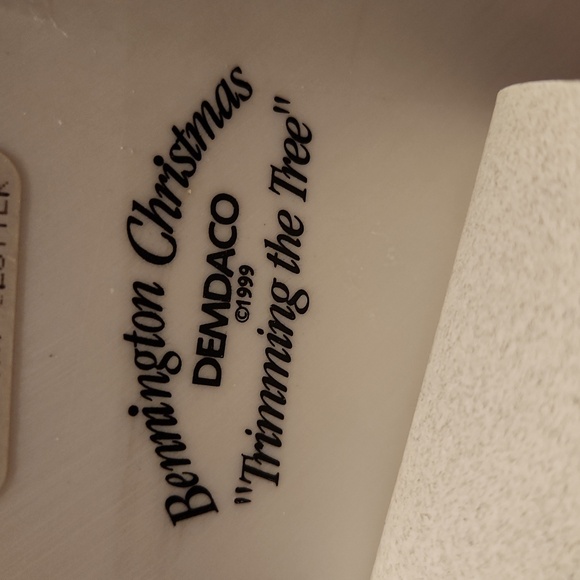 Bennington Christmas
DEMDACO
©1999
"Trimming the Tree"